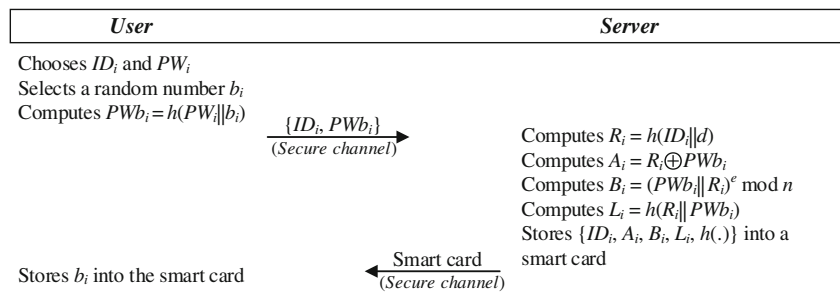 User Server
Chooses IDᵢ and PWᵢ
Selects a random number bᵢ
Computes PWbᵢ = h(PWᵢ||bᵢ)
{IDᵢ, PWbᵢ}
(Secure channel)
Computes Rᵢ = h(IDᵢ||d)
Computes Aᵢ = Rᵢ⊕PWbᵢ
Computes Bᵢ = (PWbᵢ||Rᵢ)ᵉ mod n
Computes Lᵢ = h(Rᵢ||PWbᵢ)
Stores {IDᵢ, Aᵢ, Bᵢ, Lᵢ, h(.)} into a
smart card
Smart card
(Secure channel)
Stores bᵢ into the smart card